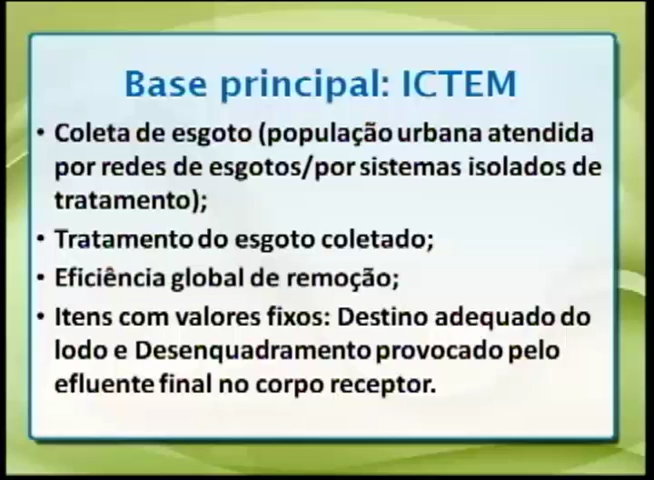 Base principal: ICTEM
• Coleta de esgoto (população urbana atendida
por redes de esgotos/por sistemas isolados de
tratamento);
• Tratamento do esgoto coletado;
• Eficiência global de remoção;
• Itens com valores fixos: Destino adequado do
lodo e Desenquadramento provocado pelo
efluente final no corpo receptor.